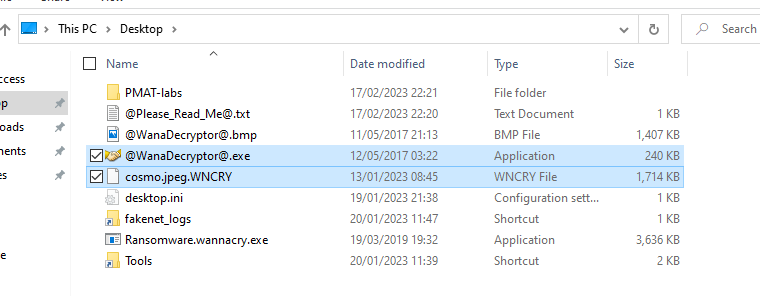 This PC > Desktop >
Search
Name Date modified Type Size
ccess
op
loads
ments
es
e
PMAT-labs 17/02/2023 22:21 File folder
@Please_Read_Me@.txt 17/02/2023 22:20 Text Document 1 KB
@WanaDecryptor@.bmp 11/05/2017 21:13 BMP File 1,407 KB
@WanaDecryptor@.exe 12/05/2017 03:22 Application 240 KB
cosmo.jpeg.WNCRY 13/01/2023 08:45 WNCRY File 1,714 KB
desktop.ini 19/01/2023 21:38 Configuration sett... 1 KB
fakenet_logs 20/01/2023 11:47 Shortcut 1 KB
Ransomware.wannacry.exe 19/03/2019 19:32 Application 3,636 KB
Tools 20/01/2023 11:39 Shortcut 2 KB